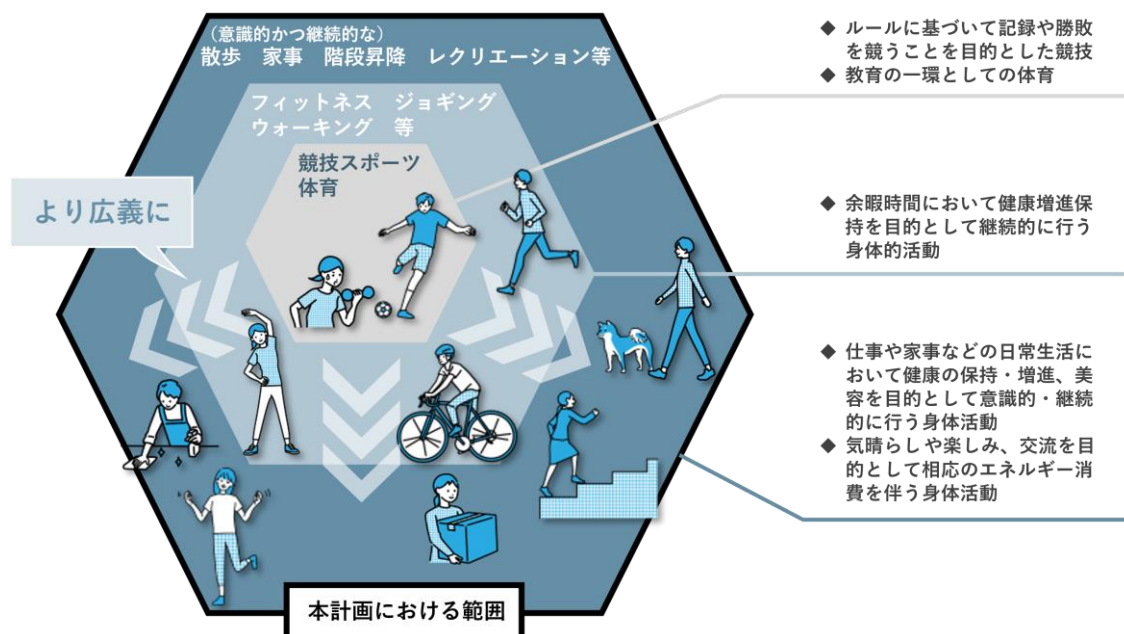 （意識的かつ継続的な）
散歩　家事　階段昇降　レクリエーション等
フィットネス　ジョギング
ウォーキング　等
競技スポーツ
体育
より広義に
本計画における範囲
◆ ルールに基づいて記録や勝敗
を競うことを目的とした競技
◆ 教育の一環としての体育
◆ 余暇時間において健康増進保
持を目的として継続的に行う
身体的活動
◆ 仕事や家事などの日常生活に
おいて健康の保持・増進、美
容を目的として意識的・継続
的に行う身体活動
◆ 気晴らしや楽しみ、交流を目
的として相応のエネルギー消
費を伴う身体活動